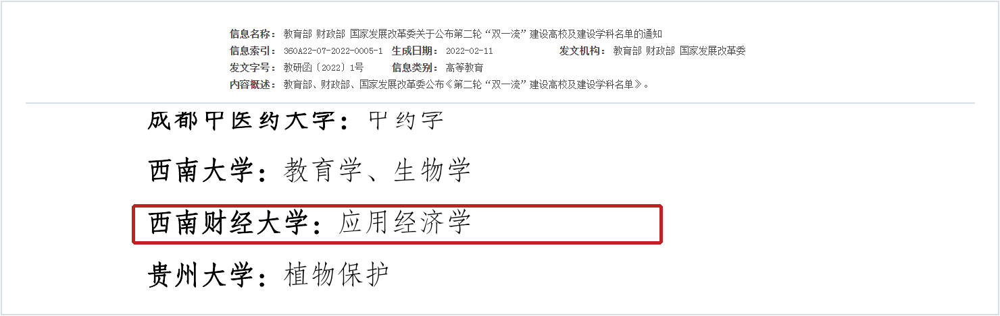 信息名称： 教育部 财政部 国家发展改革委关于公布第二轮“双一流”建设高校及建设学科名单的通知
信息索引： 360A22-07-2022-0005-1 生成日期： 2022-02-11 发文机构： 教育部 财政部 国家发展改革委
发文字号： 教研函〔2022〕1号 信息类别： 高等教育
内容概述： 教育部、财政部、国家发展改革委公布《第二轮“双一流”建设高校及建设学科名单》。
成都中医药大学：中药学
西南大学：教育学、生物学
西南财经大学：应用经济学
贵州大学：植物保护